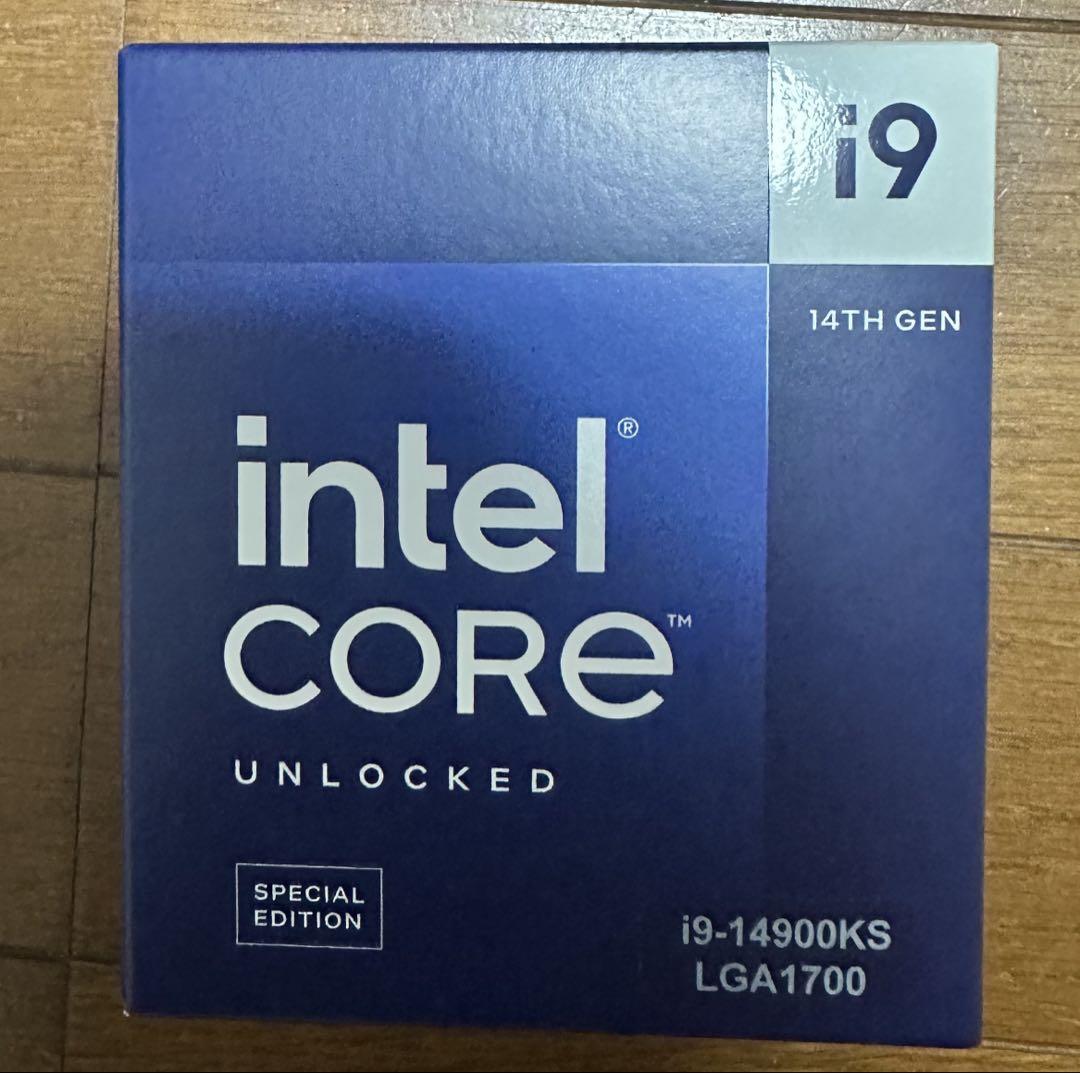 i9
14TH GEN
intel®
CORE™
UNLOCKED
SPECIAL
EDITION
i9-14900KS
LGA1700